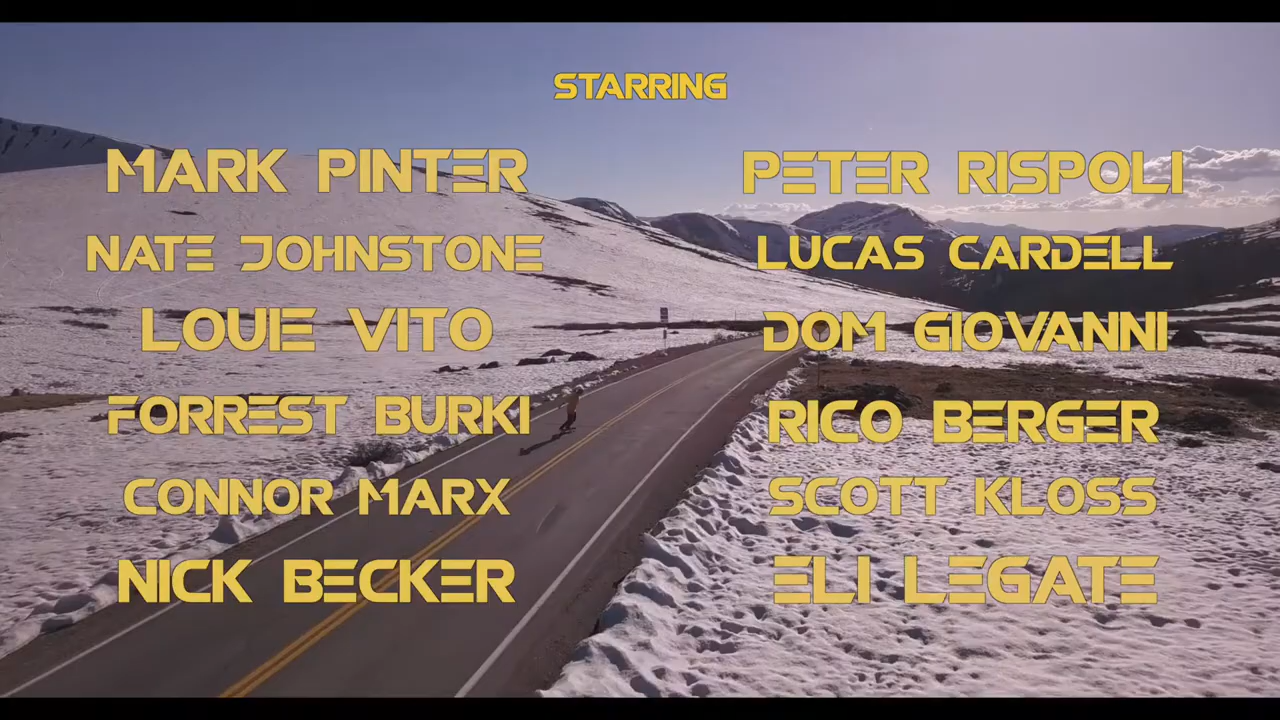 STARRING
MARK PINTER
NATE JOHNSTONE
LOUIE VITO
FORREST BURKI
CONNOR MARX
NICK BECKER
PETER RISPOLI
LUCAS CARDELL
DOM GIOVANNI
RICO BERGER
SCOTT KLOSS
ELI LEGATE